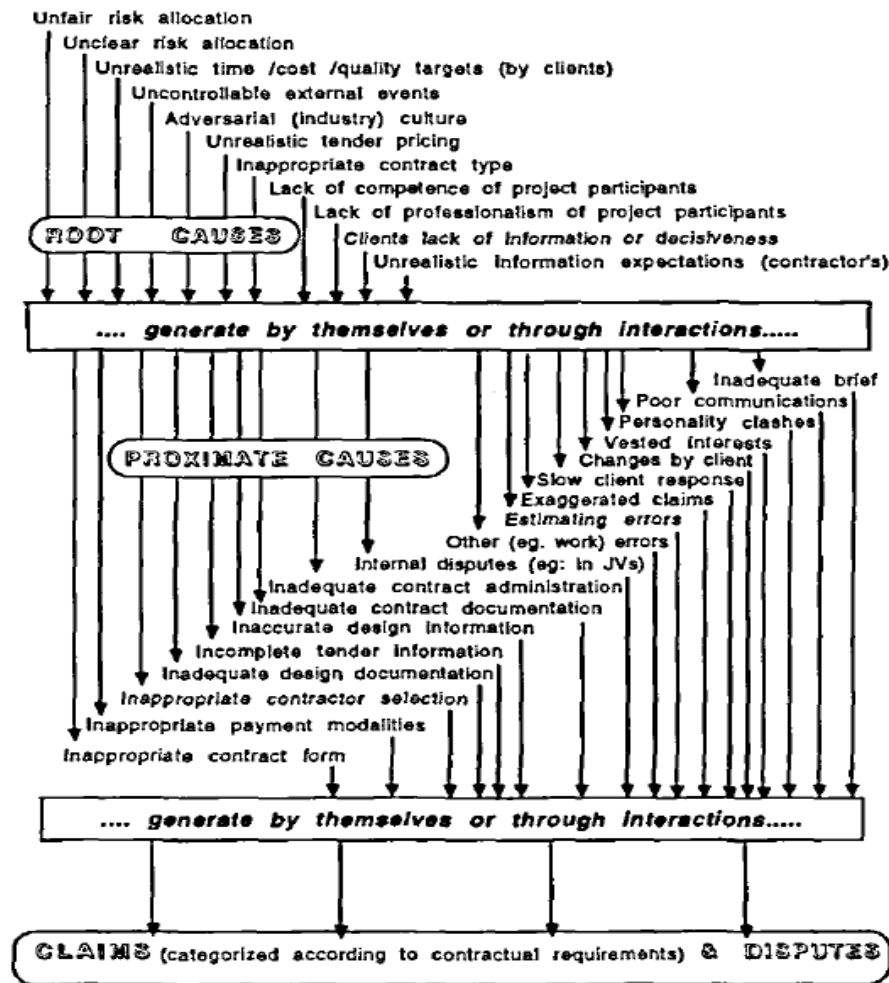 Unfair risk allocation
Unclear risk allocation
Unrealistic time /cost /quality targets (by clients)
Uncontrollable external events
Adversarial (industry) culture
Unrealistic tender pricing
Inappropriate contract type
Lack of competence of project participants
Lack of professionalism of project participants
ROOT CAUSES
Clients lack of information or decisiveness
Unrealistic information expectations (contractor's)
.... generate by themselves or through interactions.....
Inadequate brief
Poor communications
Personality clashes
Vested interests
PROXIMATE CAUSES
Changes by client
Slow client response
Exaggerated claims
Estimating errors
Other (eg. work) errors
Internal disputes (eg: in JVs)
Inadequate contract administration
Inadequate contract documentation
Inaccurate design information
Incomplete tender information
Inadequate design documentation
Inappropriate contractor selection
Inappropriate payment modalities
Inappropriate contract form
.... generate by themselves or through interactions.....
CLAIMS (categorized according to contractual requirements) & DISPUTES